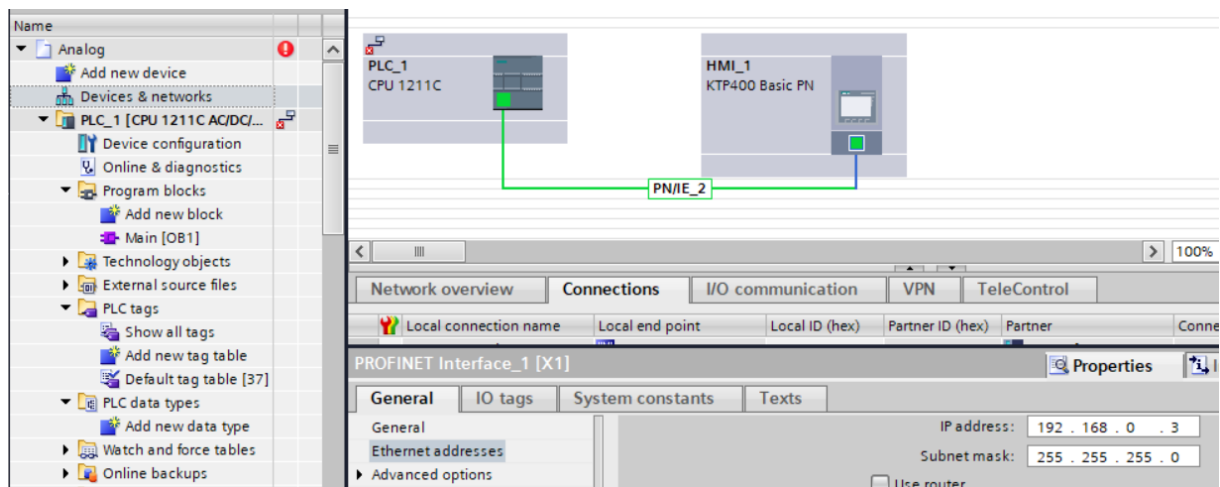 Name
Analog
Add new device
Devices & networks
PLC_1 [CPU 1211C AC/DC/...
Device configuration
Online & diagnostics
Program blocks
Add new block
Main [OB1]
Technology objects
External source files
PLC tags
Show all tags
Add new tag table
Default tag table [37]
PLC data types
Add new data type
Watch and force tables
Online backups
PLC_1
CPU 1211C
HMI_1
KTP400 Basic PN
PN/IE_2
100%
Network overview Connections I/O communication VPN TeleControl
Local connection name Local end point Local ID (hex) Partner ID (hex) Partner Conne
PROFINET Interface_1 [X1] Properties
General IO tags System constants Texts
General
Ethernet addresses
Advanced options
IP address: 192 . 168 . 0 . 3
Subnet mask: 255 . 255 . 255 . 0
Use router